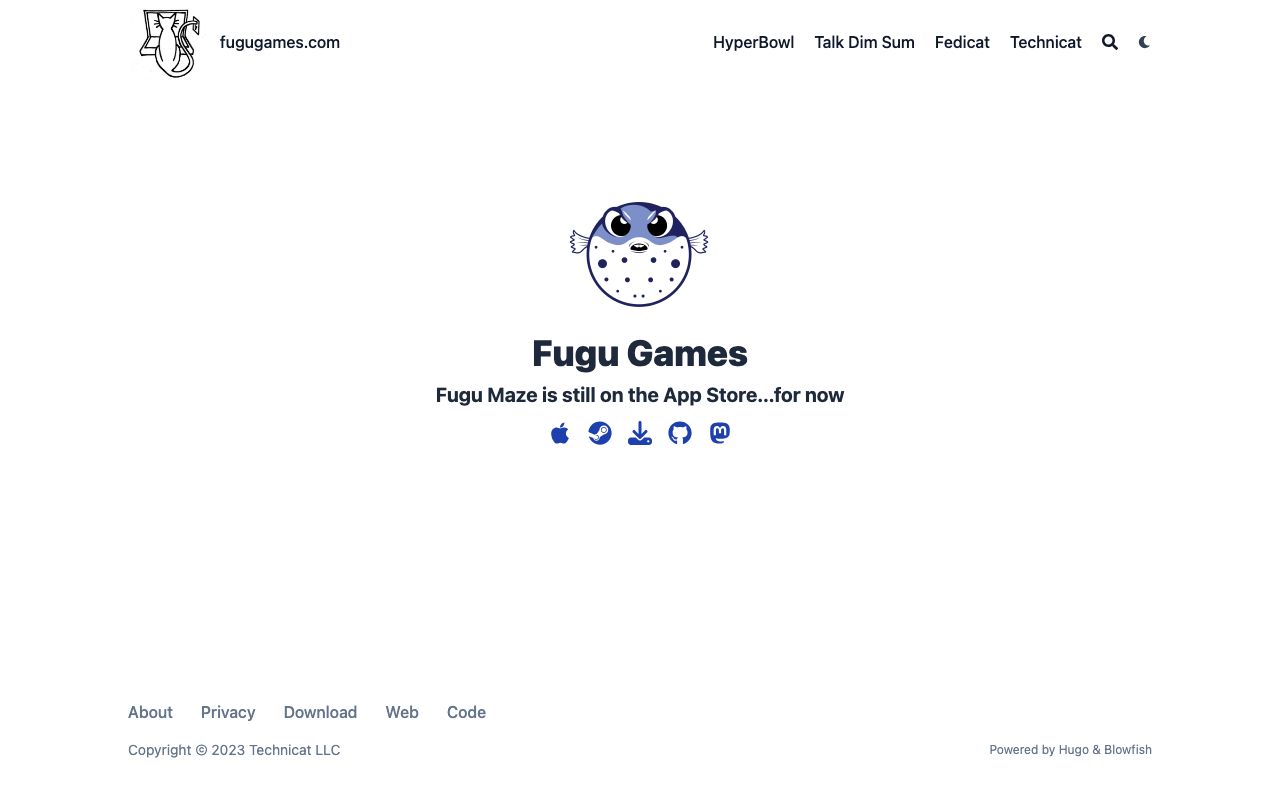 fugugames.com
HyperBowl Talk Dim Sum Fedicat Technicat
Fugu Games
Fugu Maze is still on the App Store...for now
About Privacy Download Web Code
Copyright © 2023 Technicat LLC
Powered by Hugo & Blowfish